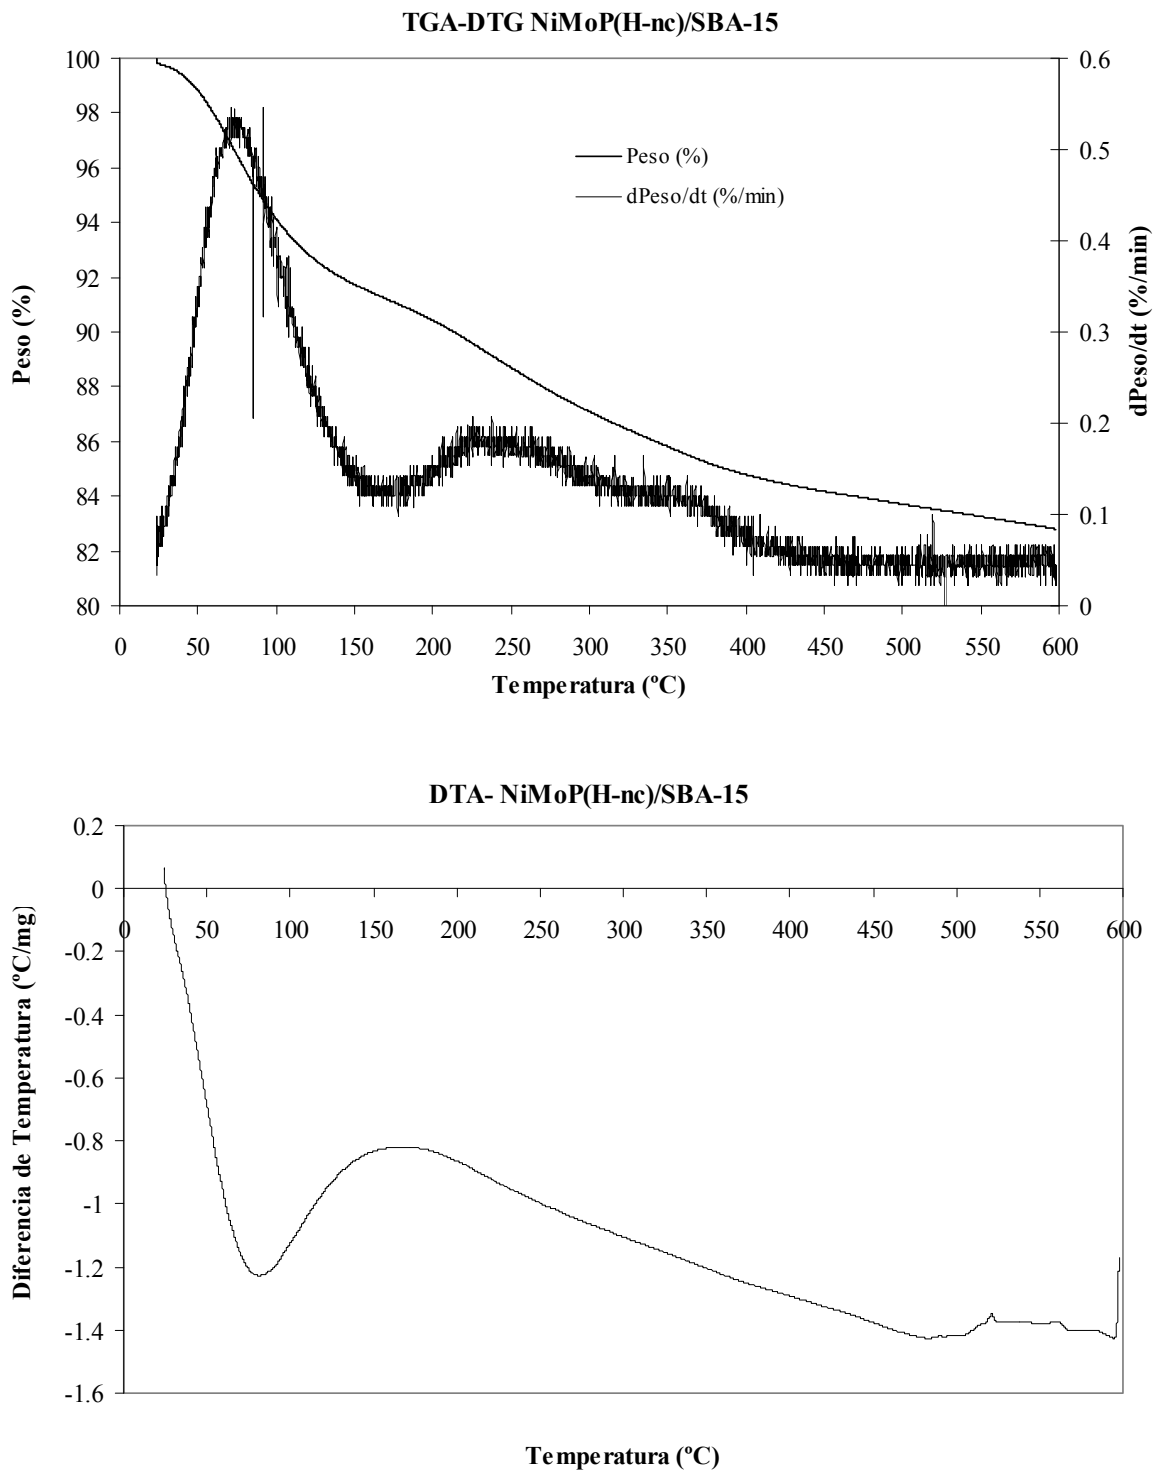 TGA-DTG NiMoP(H-nc)/SBA-15
100
98
96
94
92
90
88
86
84
82
80
Peso (%)
0.6
0.5
0.4
0.3
0.2
0.1
0
dPeso/dt (%/min)
Peso (%)
dPeso/dt (%/min)
0 50 100 150 200 250 300 350 400 450 500 550 600
Temperatura (ºC)
DTA- NiMoP(H-nc)/SBA-15
0.2
0
-0.2
-0.4
-0.6
-0.8
-1
-1.2
-1.4
-1.6
Diferencia de Temperatura (ºC/mg)
0 50 100 150 200 250 300 350 400 450 500 550 600
Temperatura (ºC)